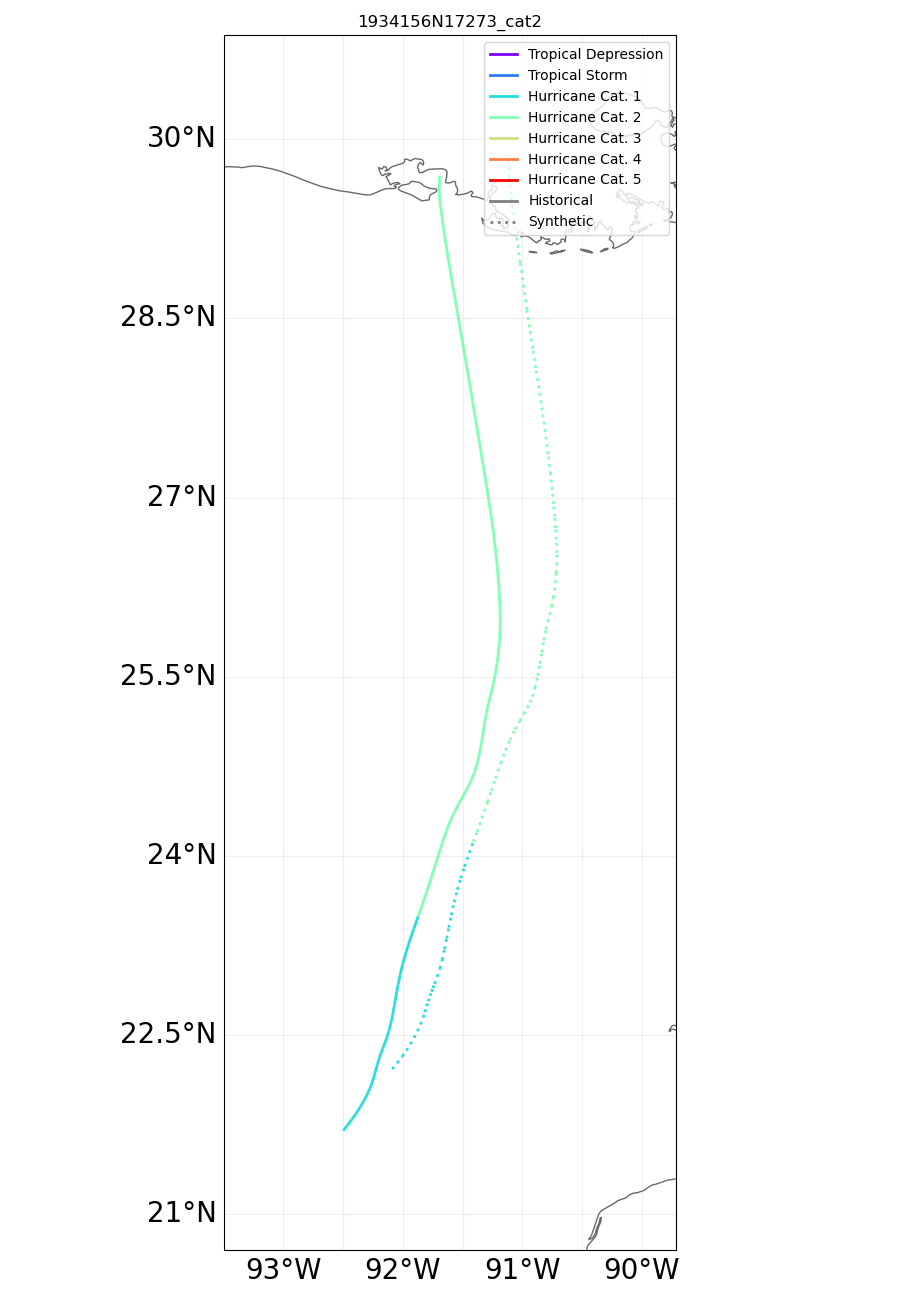 1934156N17273_cat2
Tropical Depression
Tropical Storm
Hurricane Cat. 1
Hurricane Cat. 2
Hurricane Cat. 3
Hurricane Cat. 4
Hurricane Cat. 5
Historical
Synthetic
30°N
28.5°N
27°N
25.5°N
24°N
22.5°N
21°N
93°W 92°W 91°W 90°W